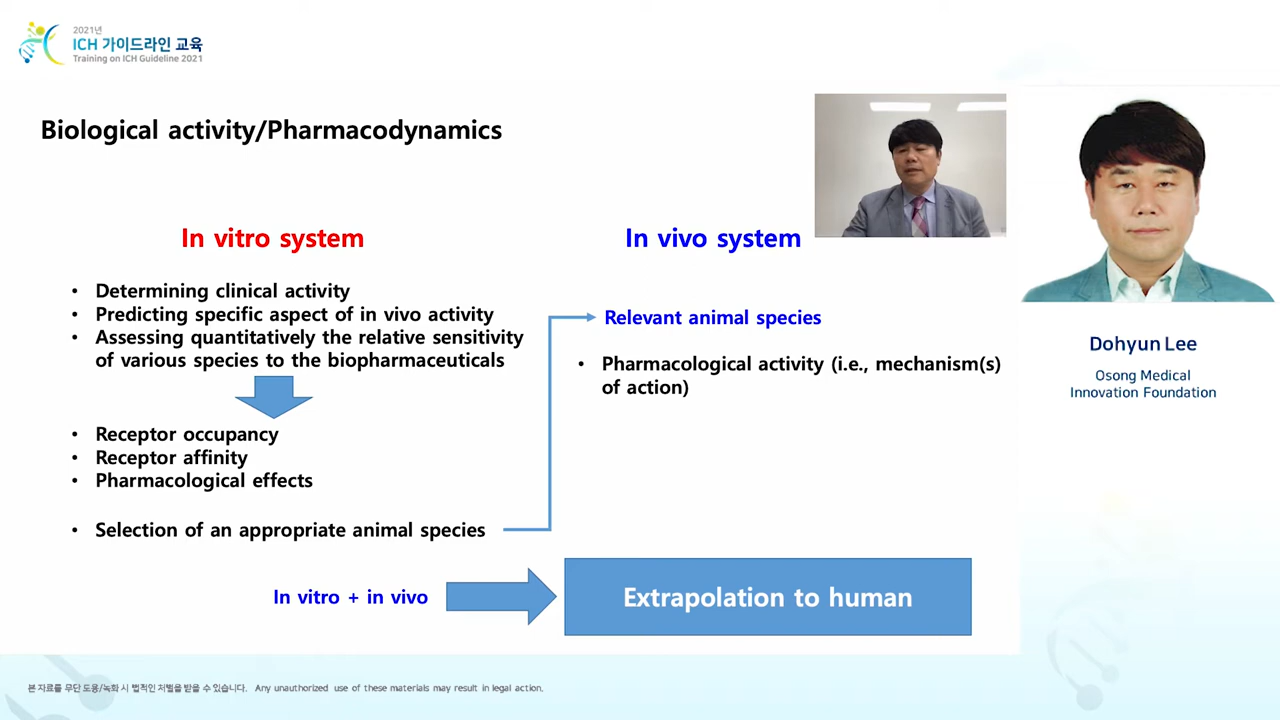 2021년
ICH 가이드라인 교육
Training on ICH Guideline 2021
Biological activity/Pharmacodynamics
In vitro system
• Determining clinical activity
• Predicting specific aspect of in vivo activity
• Assessing quantitatively the relative sensitivity
of various species to the biopharmaceuticals
• Receptor occupancy
• Receptor affinity
• Pharmacological effects
• Selection of an appropriate animal species
In vivo system
Relevant animal species
• Pharmacological activity (i.e., mechanism(s)
of action)
In vitro + in vivo
Extrapolation to human
Dohyun Lee
Osong Medical
Innovation Foundation
본 자료를 무단 도용/녹화 시 법적인 처벌을 받을 수 있습니다. Any unauthorized use of these materials may result in legal action.